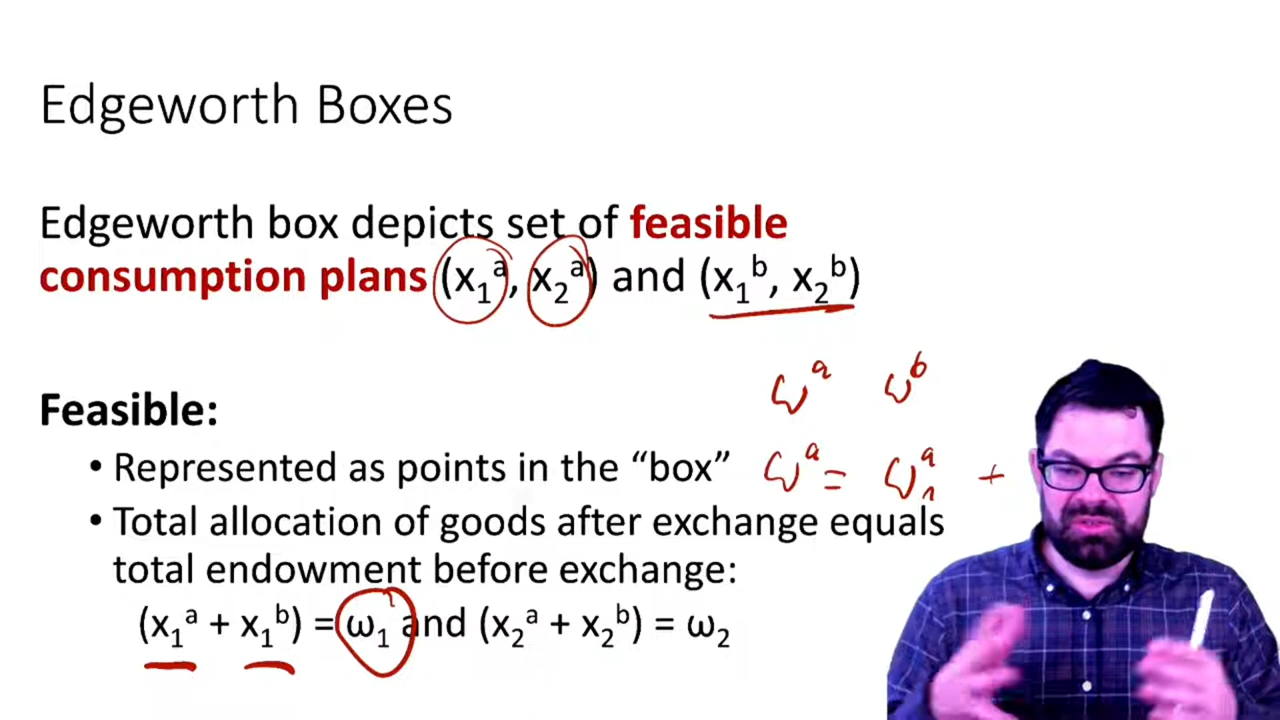 Edgeworth Boxes
Edgeworth box depicts set of feasible
consumption plans (x₁ᵃ, x₂ᵃ) and (x₁ᵇ, x₂ᵇ)
ωᵃ ωᵇ
Feasible:
• Represented as points in the “box”
ωᵃ = ω₁ᵃ +
• Total allocation of goods after exchange equals
total endowment before exchange:
(x₁ᵃ + x₁ᵇ) = ω₁ and (x₂ᵃ + x₂ᵇ) = ω₂